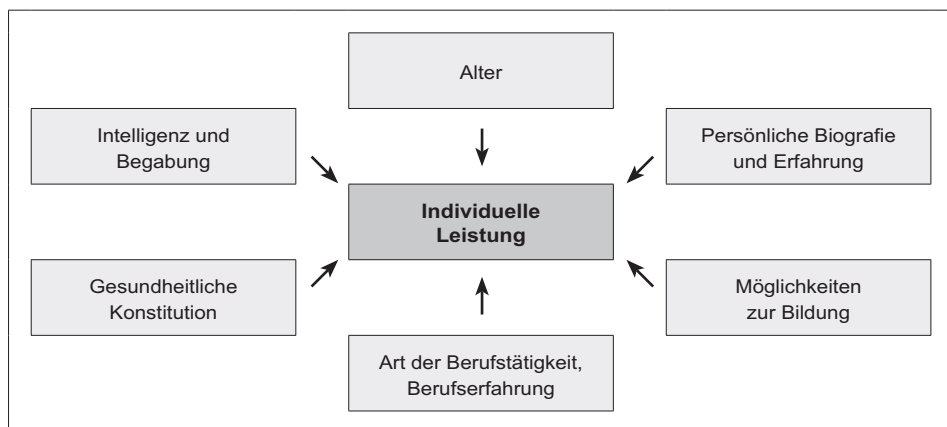 Alter
Intelligenz und
Begabung
Persönliche Biografie
und Erfahrung
Individuelle
Leistung
Gesundheitliche
Konstitution
Möglichkeiten
zur Bildung
Art der Berufstätigkeit,
Berufserfahrung